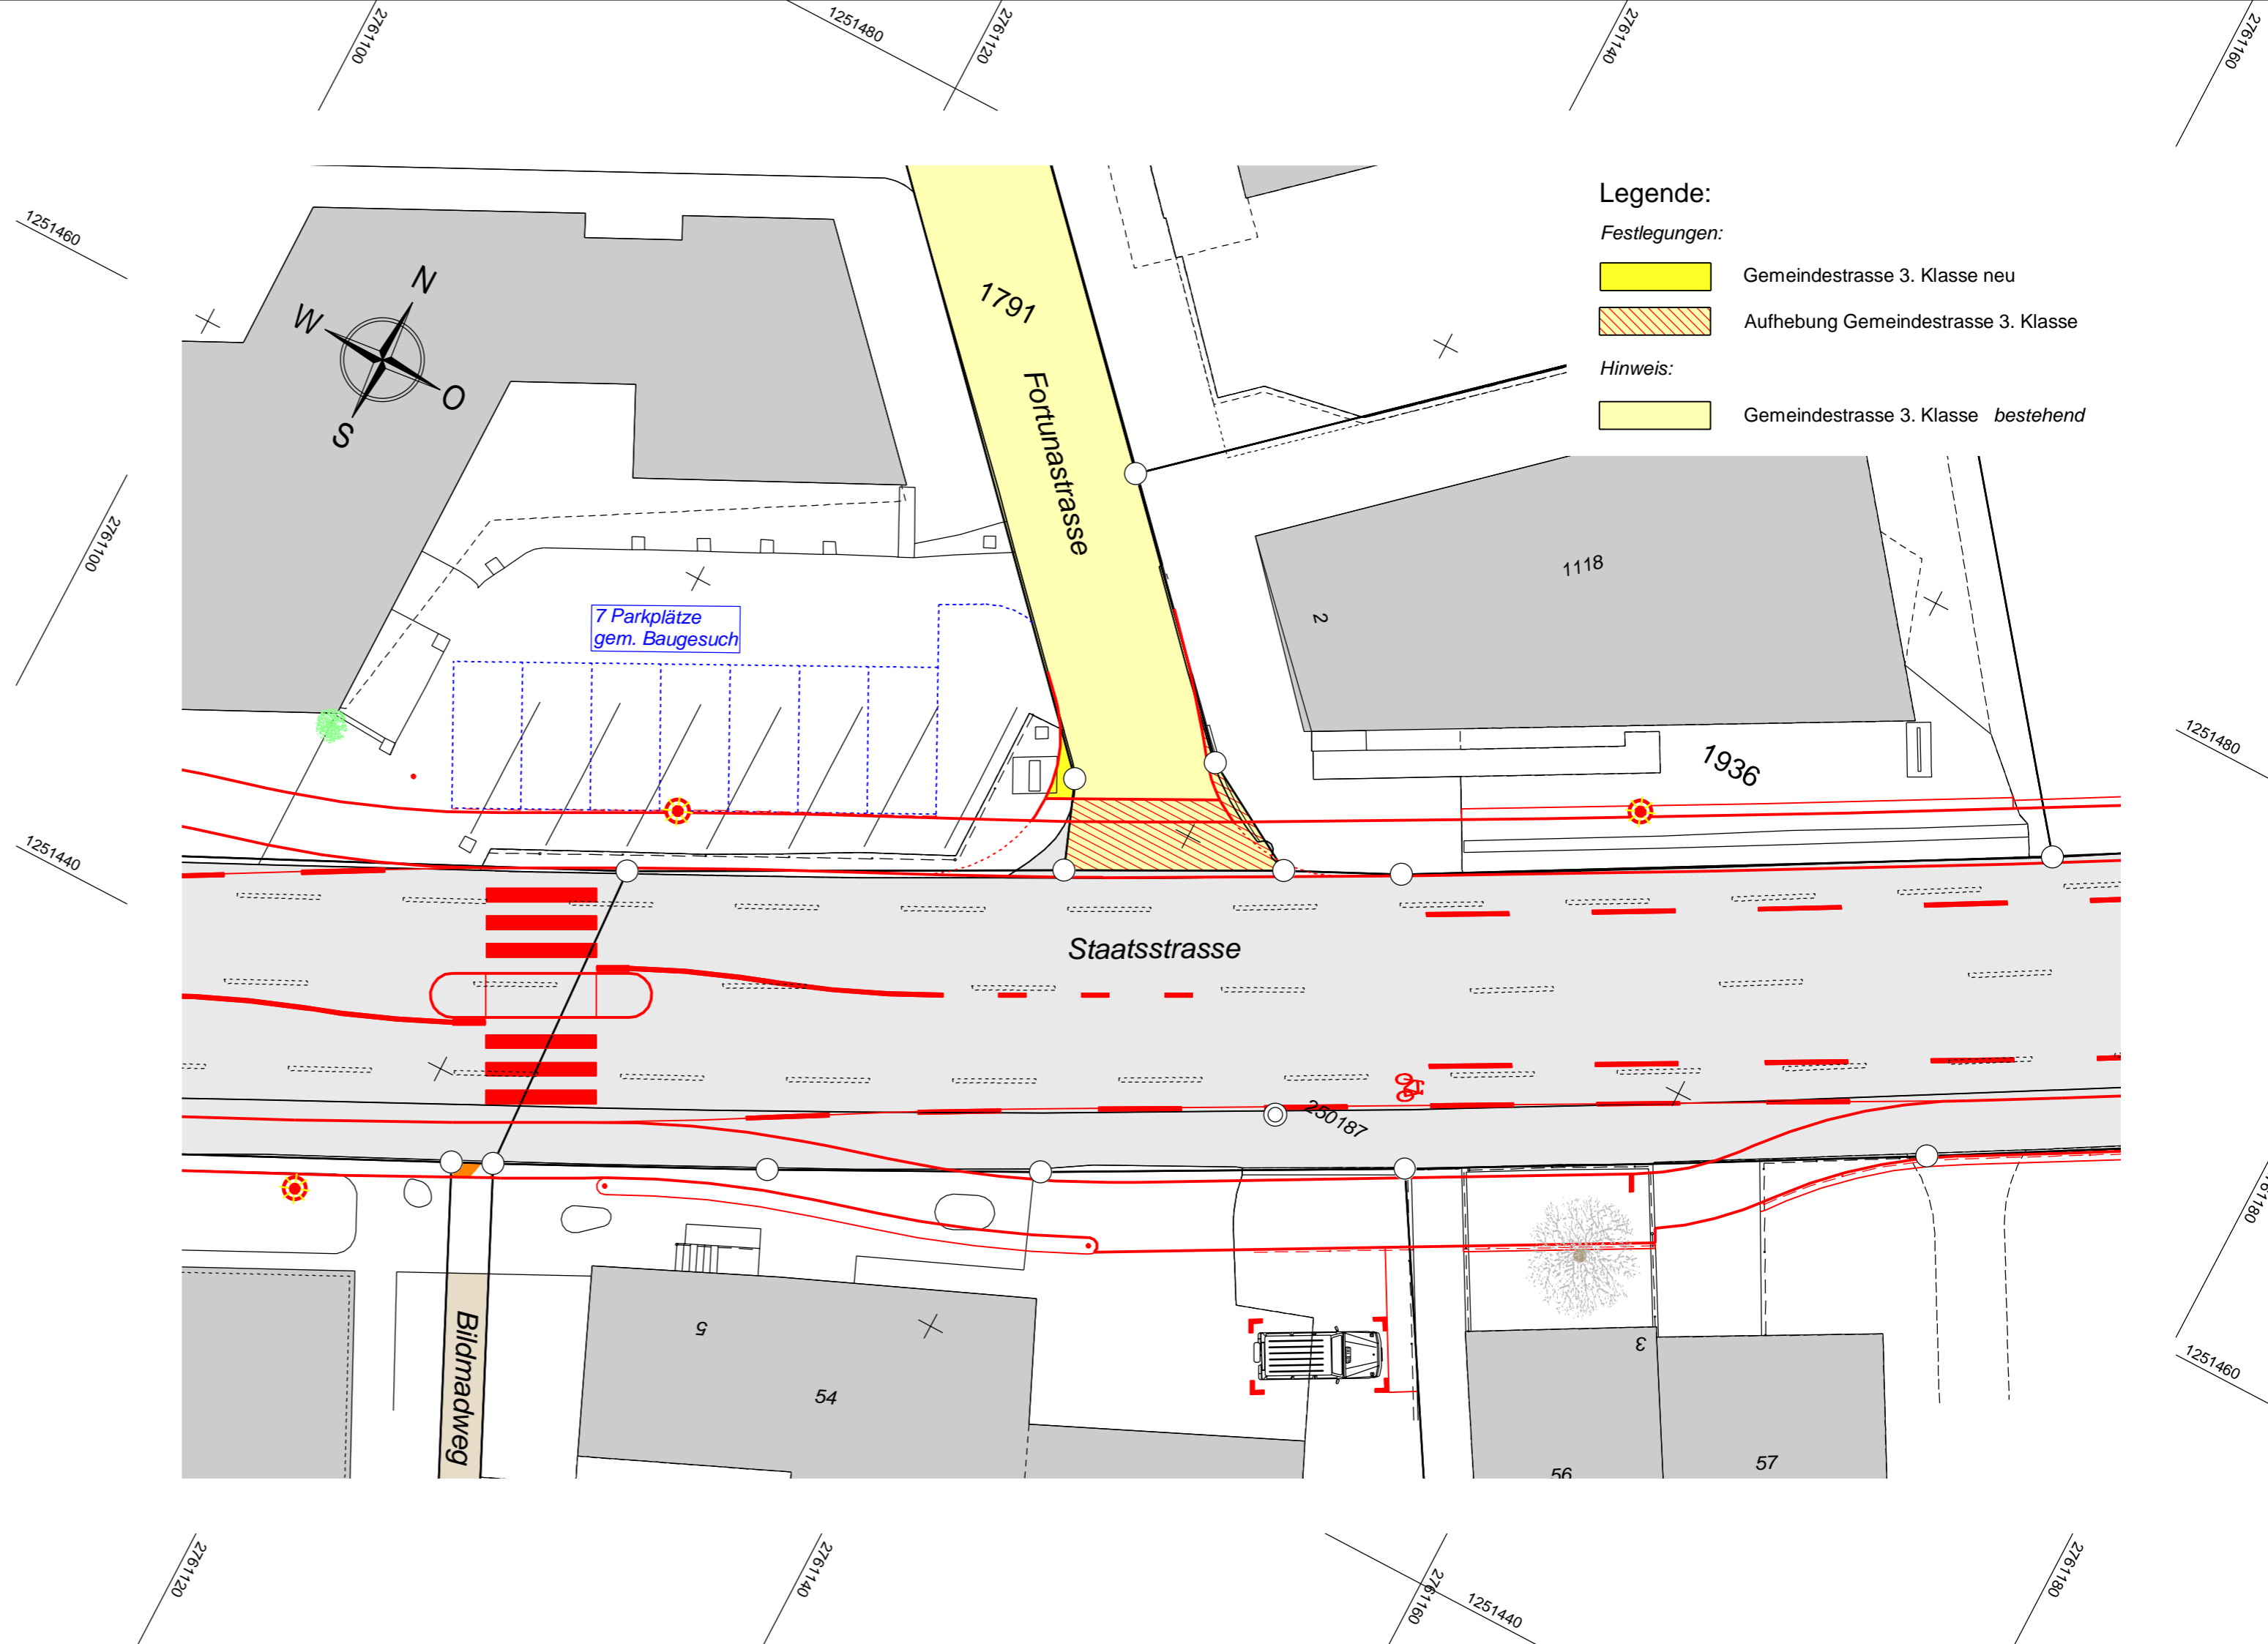 2761100
1251480
2761120
2761140
2761160
1251460
Legende:
Festlegungen:
Gemeindestrasse 3. Klasse neu
Aufhebung Gemeindestrasse 3. Klasse
Hinweis:
Gemeindestrasse 3. Klasse bestehend
N
W
O
S
1791
Fortunastrasse
2761100
1118
2
7 Parkplätze
gem. Baugesuch
1936
1251480
1251440
Staatsstrasse
250187
2761180
Bildmadweg
5
54
3
56
57
1251460
2761120
2761140
2761160
1251440
2761180